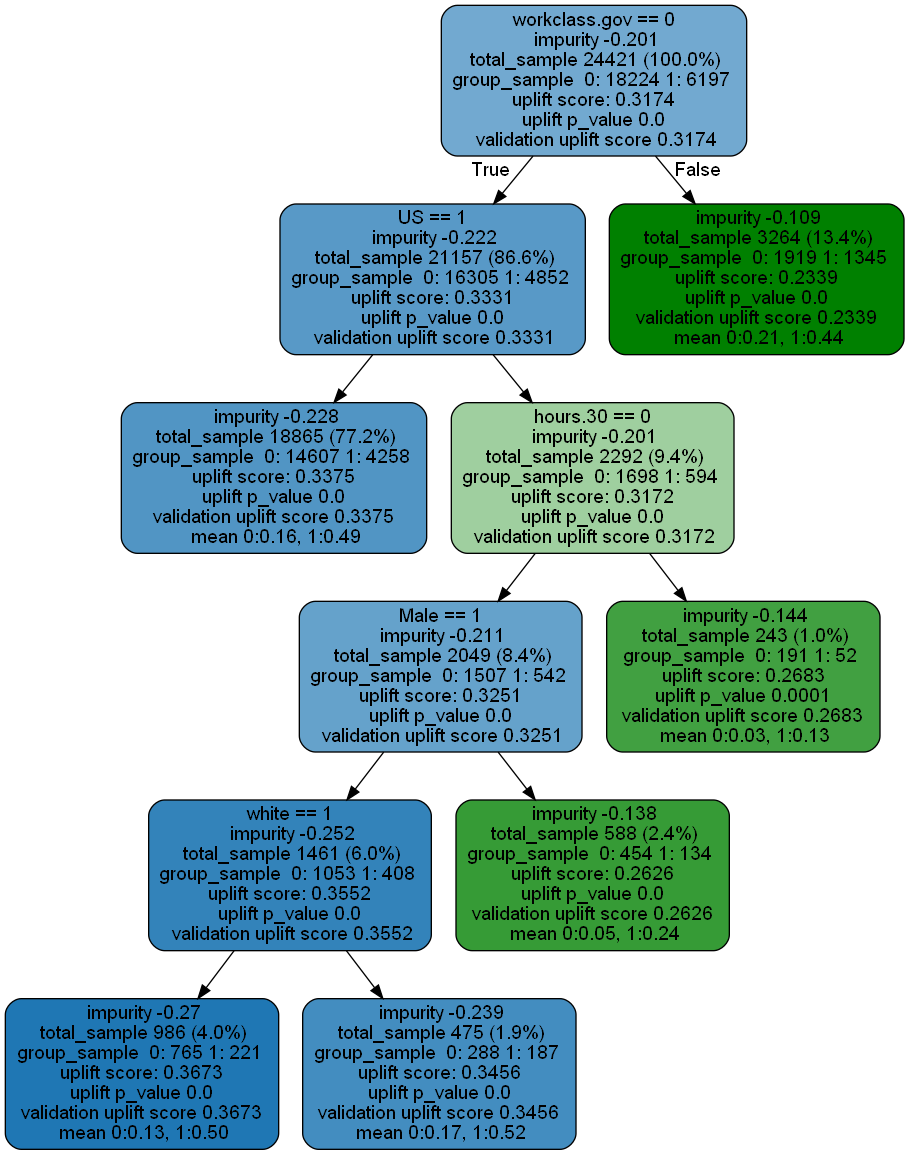 workclass.gov == 0
impurity -0.201
total_sample 24421 (100.0%)
group_sample  0: 18224 1: 6197
uplift score: 0.3174
uplift p_value 0.0
validation uplift score 0.3174
True
False
US == 1
impurity -0.222
total_sample 21157 (86.6%)
group_sample  0: 16305 1: 4852
uplift score: 0.3331
uplift p_value 0.0
validation uplift score 0.3331
impurity -0.109
total_sample 3264 (13.4%)
group_sample  0: 1919 1: 1345
uplift score: 0.2339
uplift p_value 0.0
validation uplift score 0.2339
mean 0:0.21, 1:0.44
impurity -0.228
total_sample 18865 (77.2%)
group_sample  0: 14607 1: 4258
uplift score: 0.3375
uplift p_value 0.0
validation uplift score 0.3375
mean 0:0.16, 1:0.49
hours.30 == 0
impurity -0.201
total_sample 2292 (9.4%)
group_sample  0: 1698 1: 594
uplift score: 0.3172
uplift p_value 0.0
validation uplift score 0.3172
Male == 1
impurity -0.211
total_sample 2049 (8.4%)
group_sample  0: 1507 1: 542
uplift score: 0.3251
uplift p_value 0.0
validation uplift score 0.3251
impurity -0.144
total_sample 243 (1.0%)
group_sample  0: 191 1: 52
uplift score: 0.2683
uplift p_value 0.0001
validation uplift score 0.2683
mean 0:0.03, 1:0.13
white == 1
impurity -0.252
total_sample 1461 (6.0%)
group_sample  0: 1053 1: 408
uplift score: 0.3552
uplift p_value 0.0
validation uplift score 0.3552
impurity -0.138
total_sample 588 (2.4%)
group_sample  0: 454 1: 134
uplift score: 0.2626
uplift p_value 0.0
validation uplift score 0.2626
mean 0:0.05, 1:0.24
impurity -0.27
total_sample 986 (4.0%)
group_sample  0: 765 1: 221
uplift score: 0.3673
uplift p_value 0.0
validation uplift score 0.3673
mean 0:0.13, 1:0.50
impurity -0.239
total_sample 475 (1.9%)
group_sample  0: 288 1: 187
uplift score: 0.3456
uplift p_value 0.0
validation uplift score 0.3456
mean 0:0.17, 1:0.52